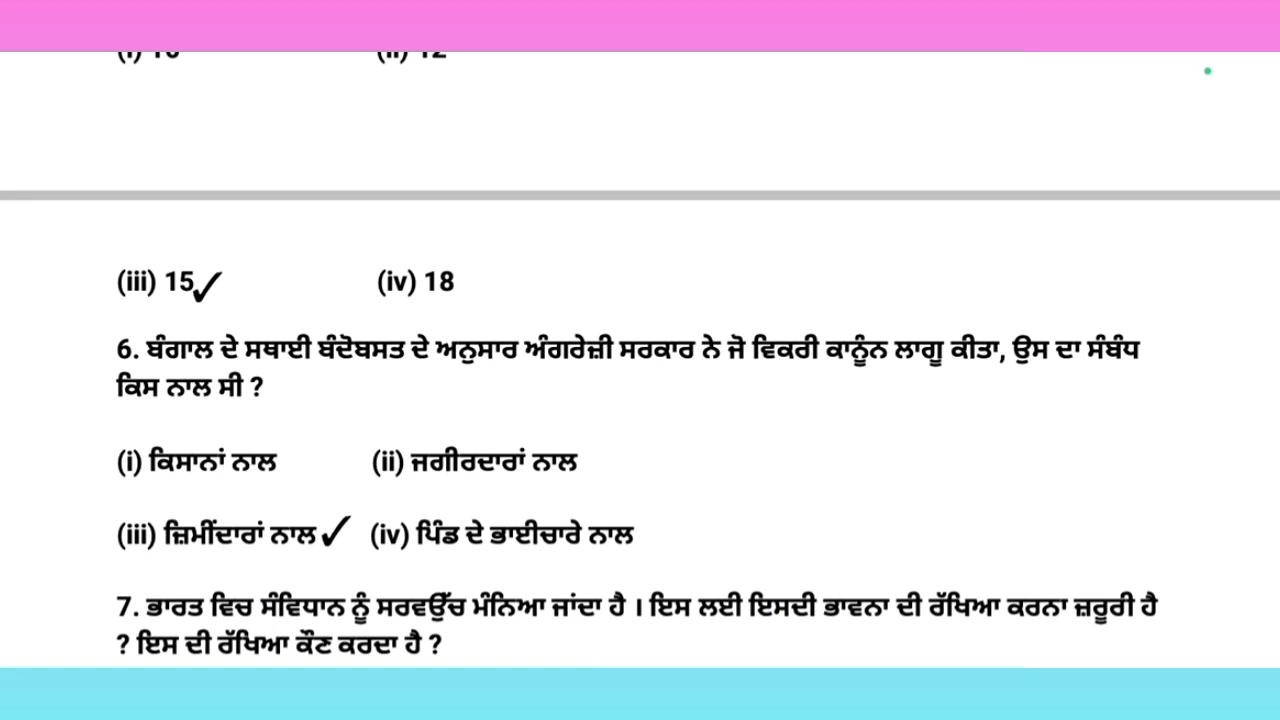 (iii) 15✓ (iv) 18
6. ਬੰਗਾਲ ਦੇ ਸਥਾਈ ਬੰਦੋਬਸਤ ਦੇ ਅਨੁਸਾਰ ਅੰਗਰੇਜ਼ੀ ਸਰਕਾਰ ਨੇ ਜੋ ਵਿਕਰੀ ਕਾਨੂੰਨ ਲਾਗੂ ਕੀਤਾ, ਉਸ ਦਾ ਸੰਬੰਧ
ਕਿਸ ਨਾਲ ਸੀ ?
(i) ਕਿਸਾਨਾਂ ਨਾਲ (ii) ਜਗੀਰਦਾਰਾਂ ਨਾਲ
(iii) ਜ਼ਿਮੀਂਦਾਰਾਂ ਨਾਲ✓ (iv) ਪਿੰਡ ਦੇ ਭਾਈਚਾਰੇ ਨਾਲ
7. ਭਾਰਤ ਵਿਚ ਸੰਵਿਧਾਨ ਨੂੰ ਸਰਵਉੱਚ ਮੰਨਿਆ ਜਾਂਦਾ ਹੈ । ਇਸ ਲਈ ਇਸਦੀ ਭਾਵਨਾ ਦੀ ਰੱਖਿਆ ਕਰਨਾ ਜ਼ਰੂਰੀ ਹੈ
? ਇਸ ਦੀ ਰੱਖਿਆ ਕੌਣ ਕਰਦਾ ਹੈ ?